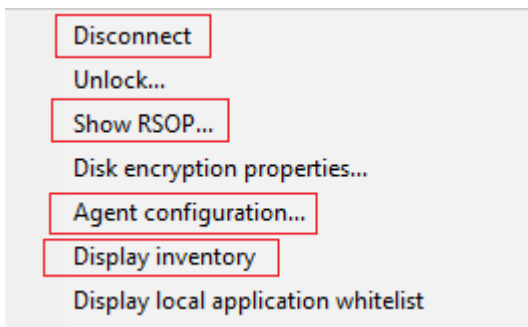 Disconnect
Unlock...
Show RSOP...
Disk encryption properties...
Agent configuration...
Display inventory
Display local application whitelist